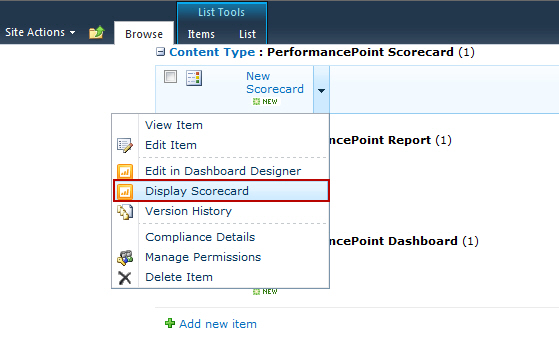 List Tools
Site Actions
Browse
Items
List
Content Type : PerformancePoint Scorecard (1)
New
Scorecard
NEW
View Item
Edit Item
ncePoint Report (1)
Edit in Dashboard Designer
Display Scorecard
Version History
Compliance Details
ncePoint Dashboard (1)
Manage Permissions
Delete Item
NEW
Add new item